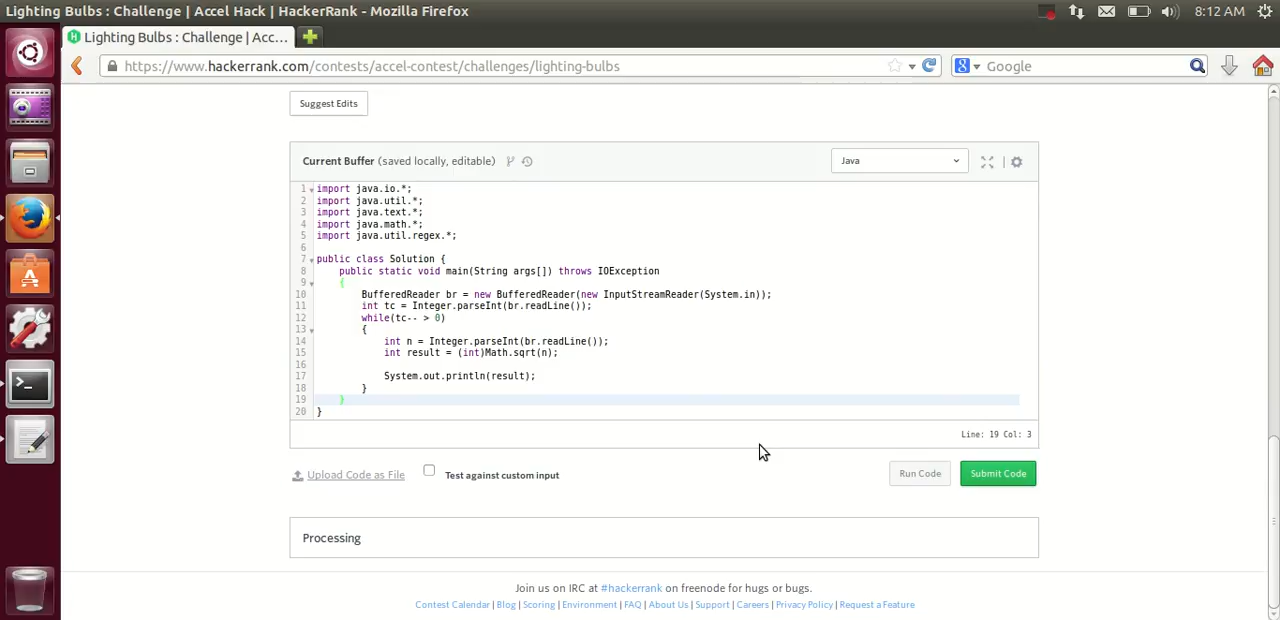 Lighting Bulbs : Challenge | Accel Hack | HackerRank - Mozilla Firefox
8:12 AM
Lighting Bulbs : Challenge | Acc...
https://www.hackerrank.com/contests/accel-contest/challenges/lighting-bulbs
Google
Suggest Edits
Current Buffer (saved locally, editable)
Java
1 import java.io.*;
2 import java.util.*;
3 import java.text.*;
4 import java.math.*;
5 import java.util.regex.*;
6
7 public class Solution {
8 public static void main(String args[]) throws IOException
9 {
10 BufferedReader br = new BufferedReader(new InputStreamReader(System.in));
11 int tc = Integer.parseInt(br.readLine());
12 while(tc-- > 0)
13 {
14 int n = Integer.parseInt(br.readLine());
15 int result = (int)Math.sqrt(n);
16
17 System.out.println(result);
18 }
19 }
20 }
Line: 19 Col: 3
Upload Code as File
Test against custom input
Run Code
Submit Code
Processing
Join us on IRC at #hackerrank on freenode for hugs or bugs.
Contest Calendar | Blog | Scoring | Environment | FAQ | About Us | Support | Careers | Privacy Policy | Request a Feature